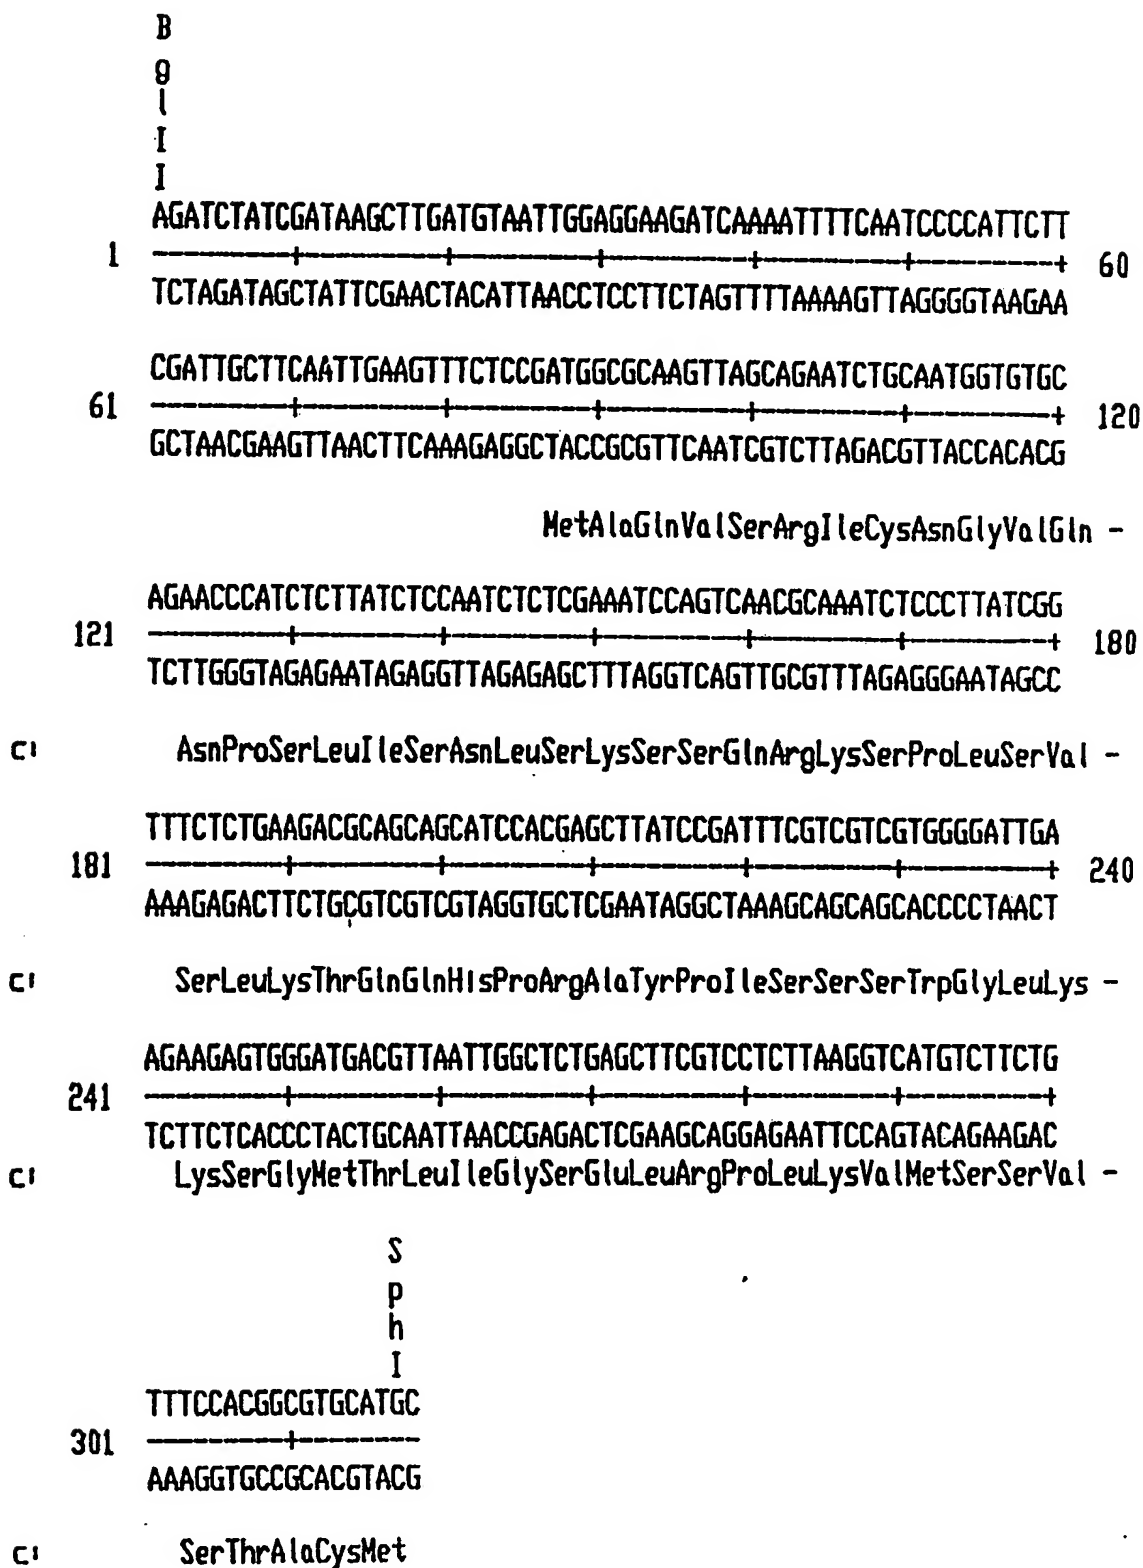 B
g
l
I
I
AGATCTATCGATAAGCTTGATGTAATTGGAGGAAGATCAAAATTTTCAATCCCCATTCTT
1 ---------+---------+---------+---------+---------+---------+ 60
TCTAGATAGCTATTCGAACTACATTAACCTCCTTCTAGTTTTAAAAGTTAGGGGTAAGAA
CGATTGCTTCAATTGAAGTTTCTCCGATGGCGCAAGTTAGCAGAATCTGCAATGGTGTGC
61 ---------+---------+---------+---------+---------+---------+ 120
GCTAACGAAGTTAACTTCAAAGAGGCTACCGCGTTCAATCGTCTTAGACGTTACCACACG
MetAlaGlnValSerArgIleCysAsnGlyValGln -
AGAACCCATCTCTTATCTCCAATCTCTCGAAATCCAGTCAACGCAAATCTCCCTTATCGG
121 ---------+---------+---------+---------+---------+---------+ 180
TCTTGGGTAGAGAATAGAGGTTAGAGAGCTTTAGGTCAGTTGCGTTTAGAGGGAATAGCC
c: AsnProSerLeuIleSerAsnLeuSerLysSerSerGlnArgLysSerProLeuSerVal -
TTTCTCTGAAGACGCAGCAGCATCCACGAGCTTATCCGATTTCGTCGTCGTGGGGATTGA
181 ---------+---------+---------+---------+---------+---------+ 240
AAAGAGACTTCTGCGTCGTCGTAGGTGCTCGAATAGGCTAAAGCAGCAGCACCCCTAACT
c: SerLeuLysThrGlnGlnHisProArgAlaTyrProIleSerSerSerTrpGlyLeuLys -
AGAAGAGTGGGATGACGTTAATTGGCTCTGAGCTTCGTCCTCTTAAGGTCATGTCTTCTG
241 ---------+---------+---------+---------+---------+---------+
TCTTCTCACCCTACTGCAATTAACCGAGACTCGAAGCAGGAGAATTCCAGTACAGAAGAC
c: LysSerGlyMetThrLeuIleGlySerGluLeuArgProLeuLysValMetSerSerVal -
S
p
h
I
TTTCCACGGCGTGCATGC
301 ---------+--------
AAAGGTGCCGCACGTACG
c: SerThrAlaCysMet